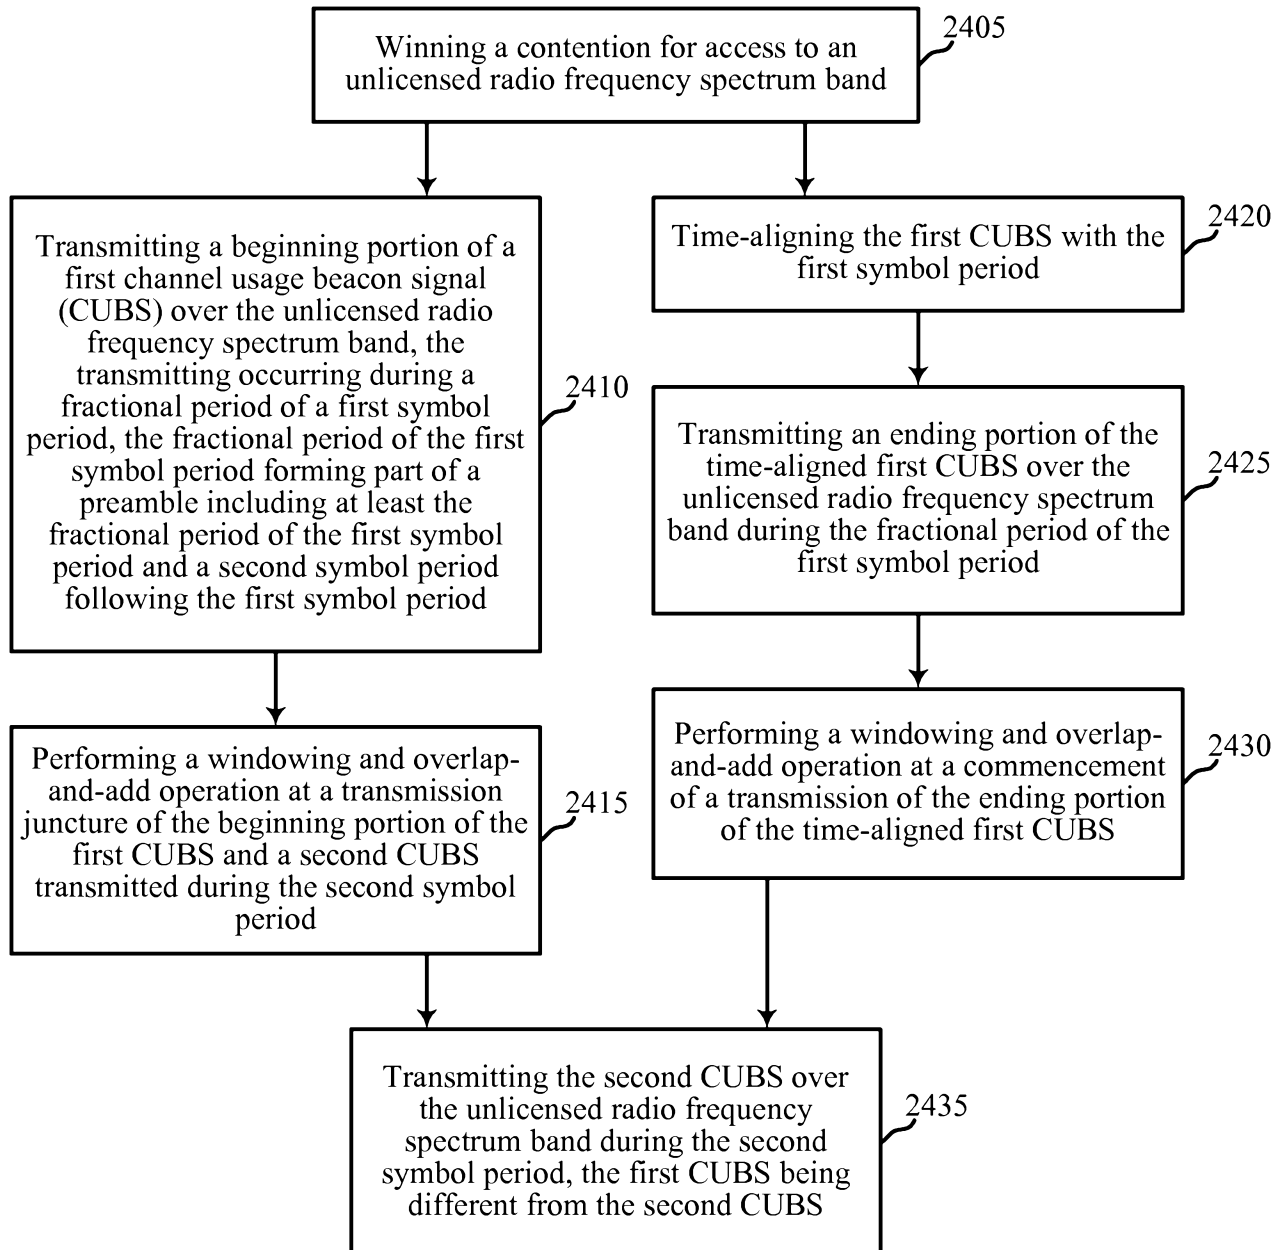 Winning a contention for access to an
unlicensed radio frequency spectrum band
2405
Transmitting a beginning portion of a
first channel usage beacon signal
(CUBS) over the unlicensed radio
frequency spectrum band, the
transmitting occurring during a
fractional period of a first symbol
period, the fractional period of the first
symbol period forming part of a
preamble including at least the
fractional period of the first symbol
period and a second symbol period
following the first symbol period
2410
Performing a windowing and overlap-
and-add operation at a transmission
juncture of the beginning portion of the
first CUBS and a second CUBS
transmitted during the second symbol
period
2415
Time-aligning the first CUBS with the
first symbol period
2420
Transmitting an ending portion of the
time-aligned first CUBS over the
unlicensed radio frequency spectrum
band during the fractional period of the
first symbol period
2425
Performing a windowing and overlap-
and-add operation at a commencement
of a transmission of the ending portion
of the time-aligned first CUBS
2430
Transmitting the second CUBS over
the unlicensed radio frequency
spectrum band during the second
symbol period, the first CUBS being
different from the second CUBS
2435